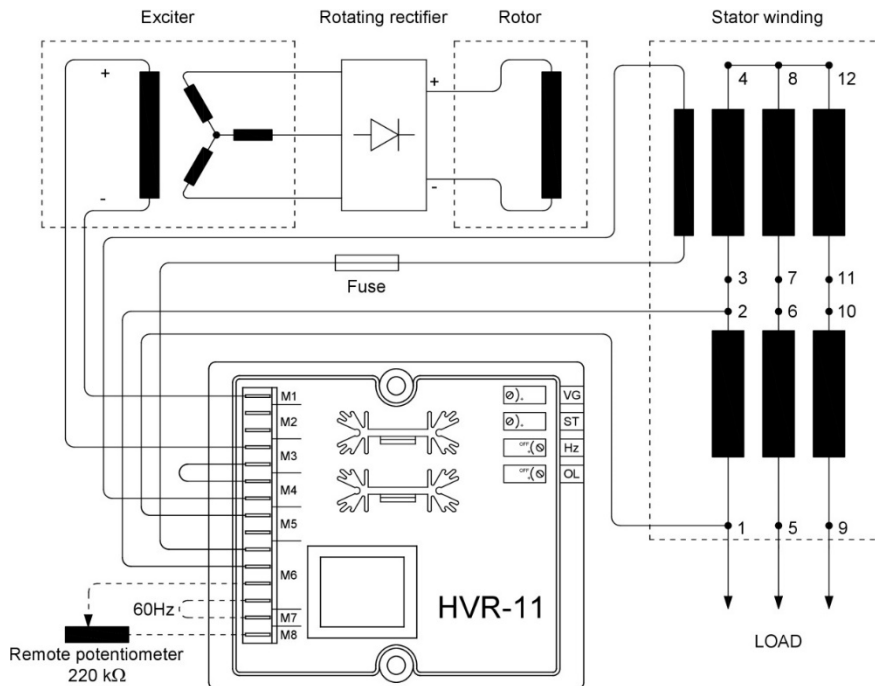 Exciter
Rotating rectifier
Rotor
Stator winding
+
-
+
-
4 8 12
3 7 11
2 6 10
1 5 9
Fuse
M1
M2
M3
M4
M5
M6
M7
M8
VG
ST
OFF Hz
OFF OL
60Hz
HVR-11
Remote potentiometer
220 kΩ
LOAD